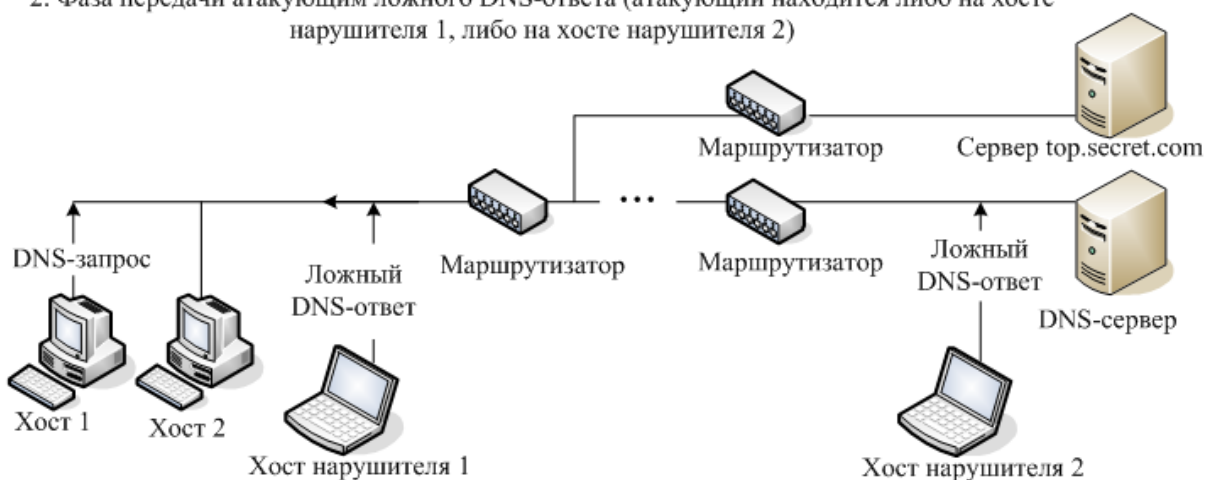 2. Фаза передачи атакующим ложного DNS-ответа (атакующий находится либо на хосте
нарушителя 1, либо на хосте нарушителя 2)
Маршрутизатор
Сервер top.secret.com
...
DNS-запрос
Ложный
DNS-ответ
Маршрутизатор
Маршрутизатор
Ложный
DNS-ответ
DNS-сервер
Хост 1
Хост 2
Хост нарушителя 1
Хост нарушителя 2